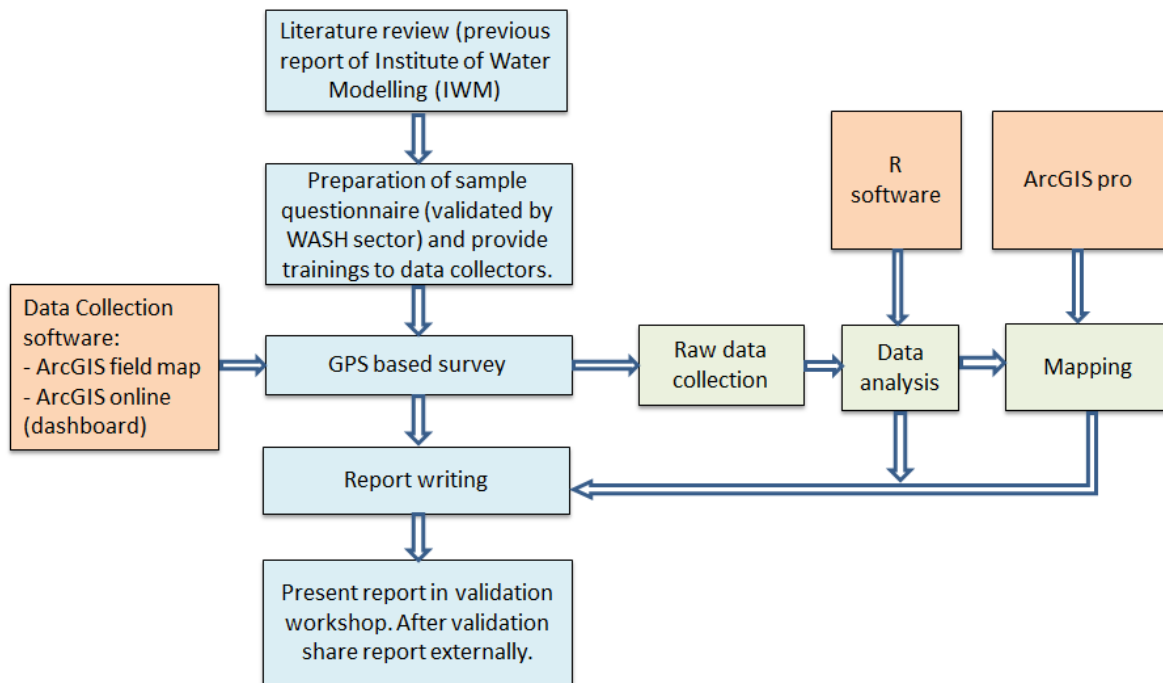 Literature review (previous
report of Institute of Water
Modelling (IWM)
Preparation of sample
questionnaire (validated by
WASH sector) and provide
trainings to data collectors.
R
software
ArcGIS pro
Data Collection
software:
- ArcGIS field map
- ArcGIS online
(dashboard)
GPS based survey
Raw data
collection
Data
analysis
Mapping
Report writing
Present report in validation
workshop. After validation
share report externally.